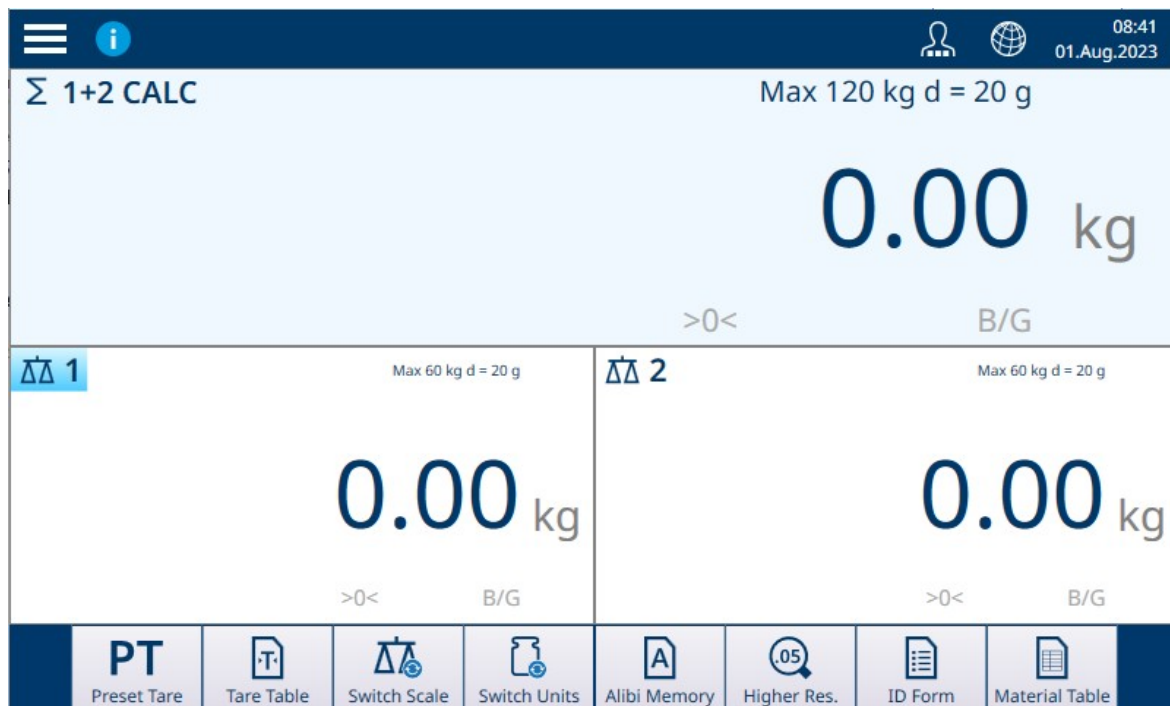 i
08:41
01.Aug.2023
Σ 1+2 CALC
Max 120 kg d = 20 g
0.00 kg
>0< B/G
1
Max 60 kg d = 20 g
0.00 kg
>0< B/G
2
Max 60 kg d = 20 g
0.00 kg
>0< B/G
PT
Preset Tare
T
Tare Table
Switch Scale
Switch Units
A
Alibi Memory
.05
Higher Res.
ID Form
Material Table